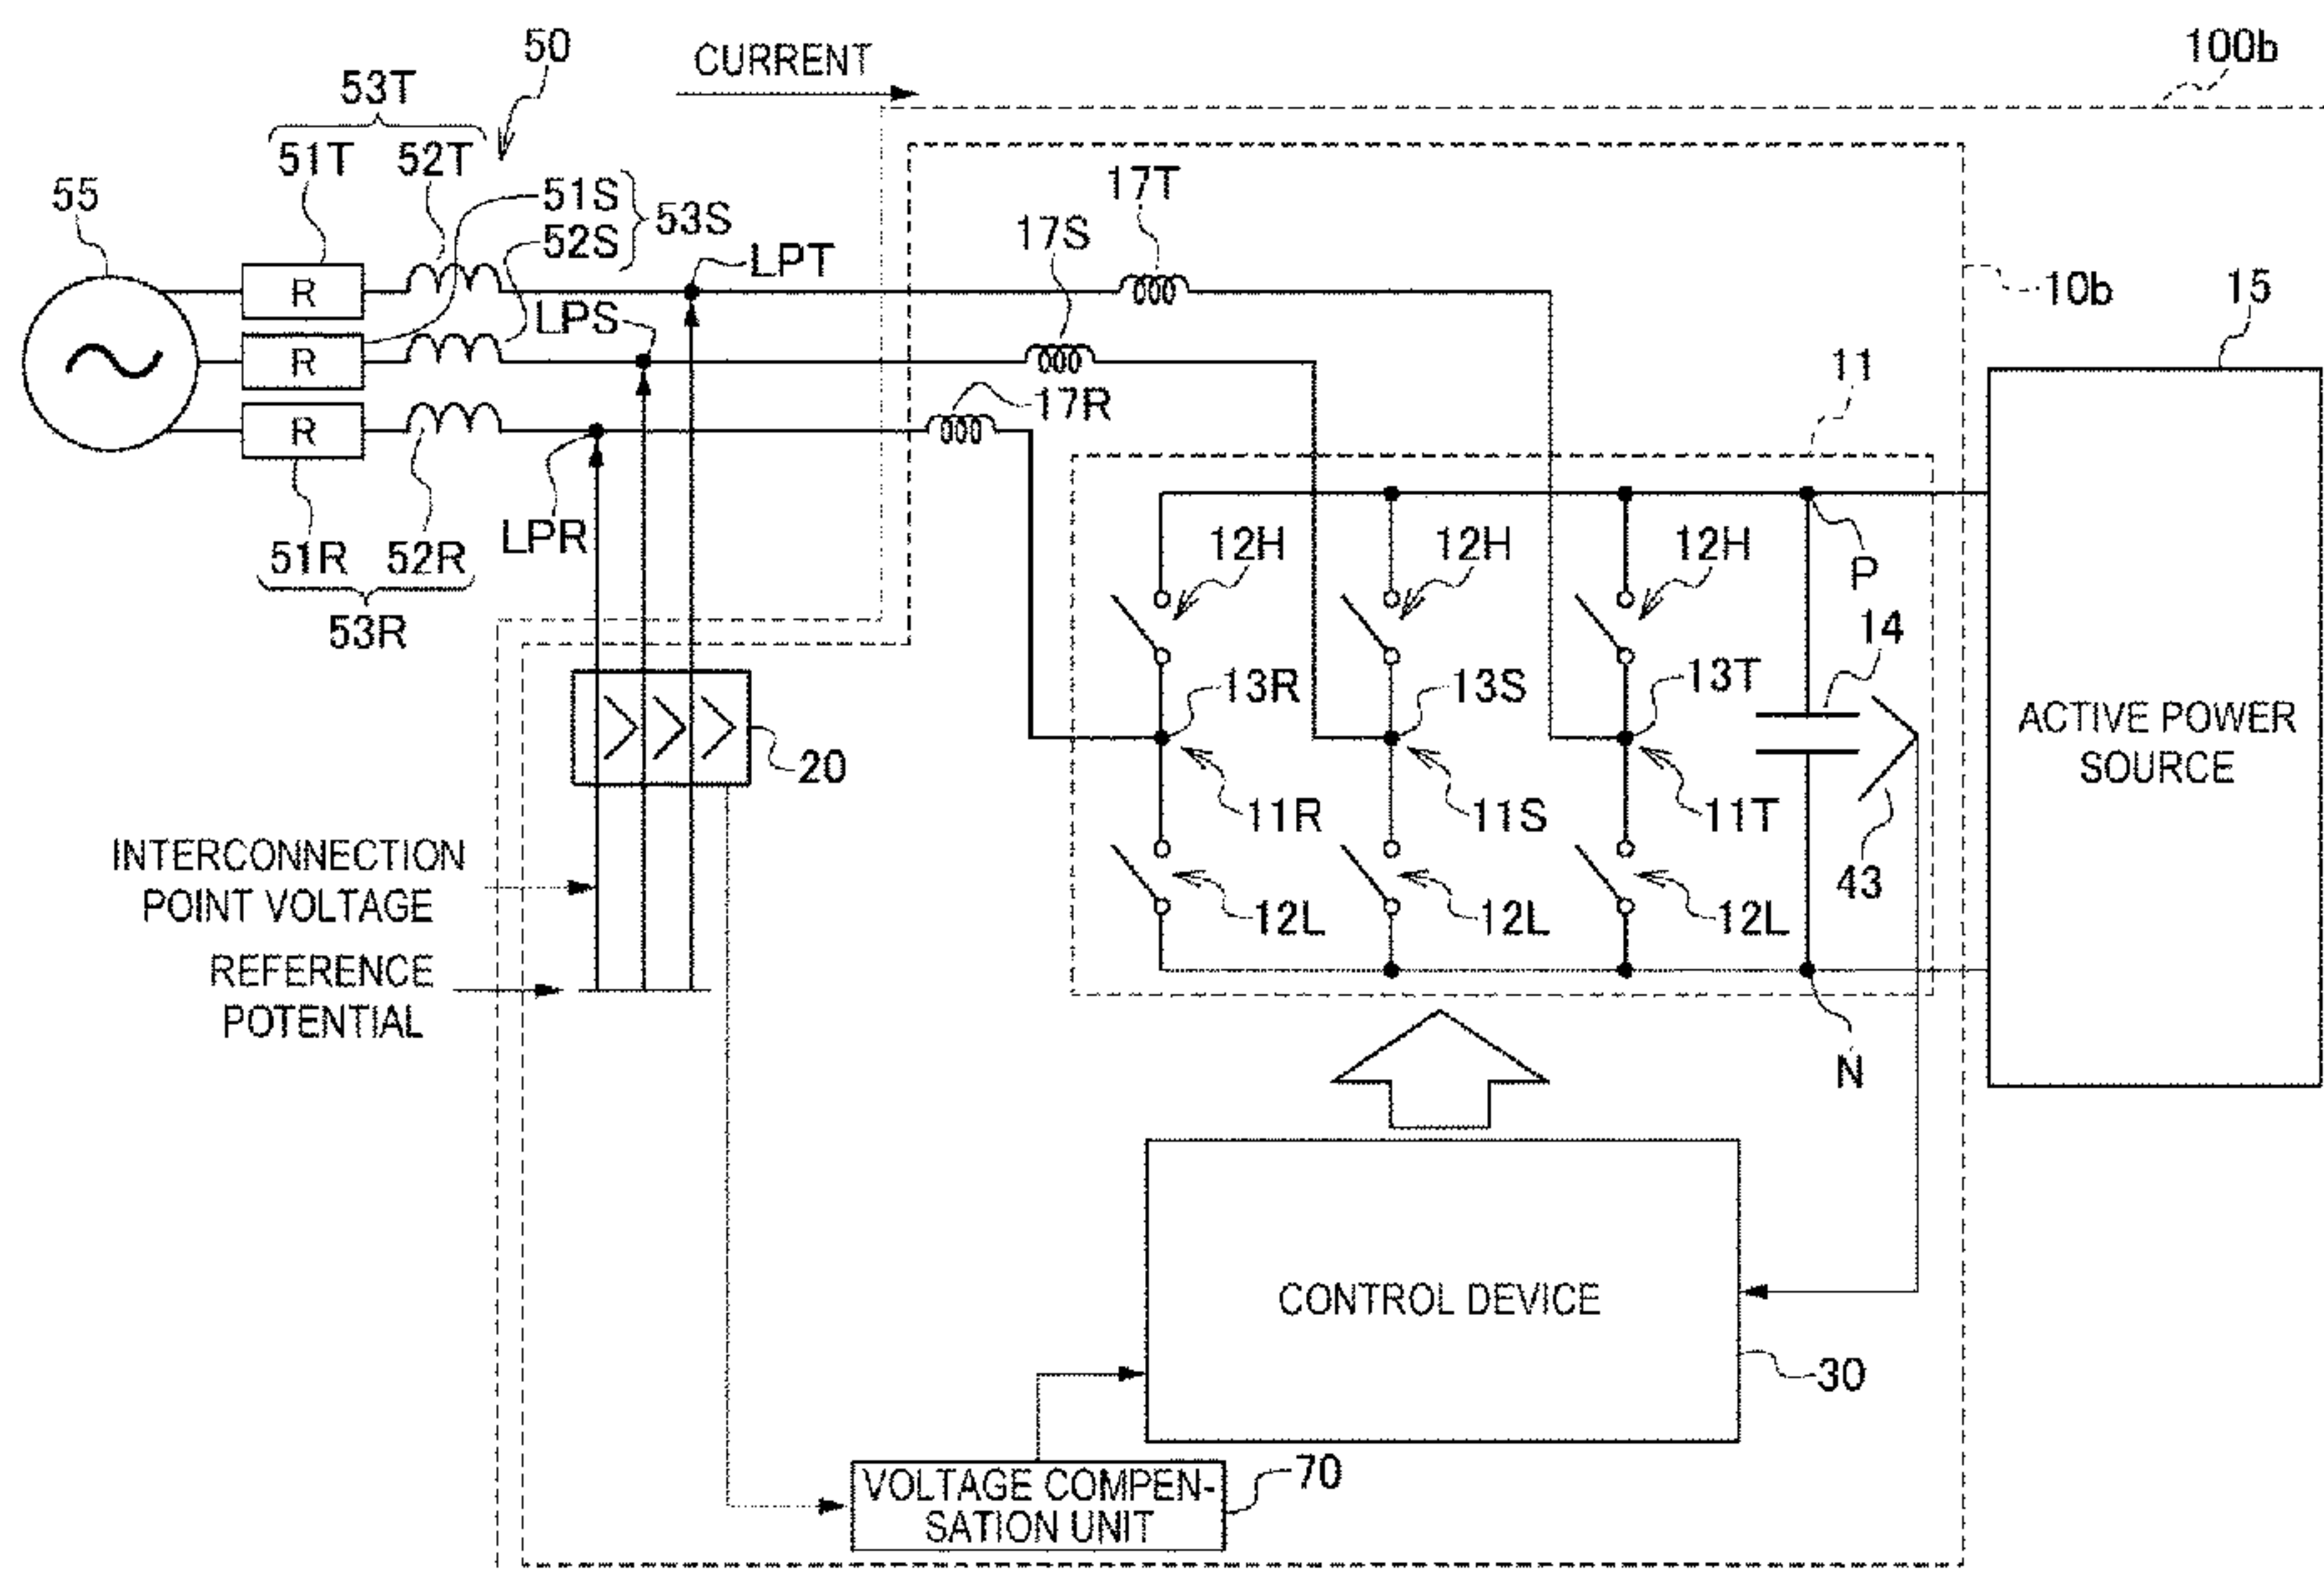 50
CURRENT
100b
53T
51T
52T
55
51S
53S
52S
17T
17S
LPT
R
LPS
10b
15
R
17R
11
R
LPR
51R
52R
53R
12H
12H
12H
P
14
13R
13S
13T
ACTIVE POWER
SOURCE
20
11R
11S
11T
INTERCONNECTION
POINT VOLTAGE
43
12L
12L
12L
REFERENCE
POTENTIAL
N
CONTROL DEVICE
30
70
VOLTAGE COMPEN-
SATION UNIT